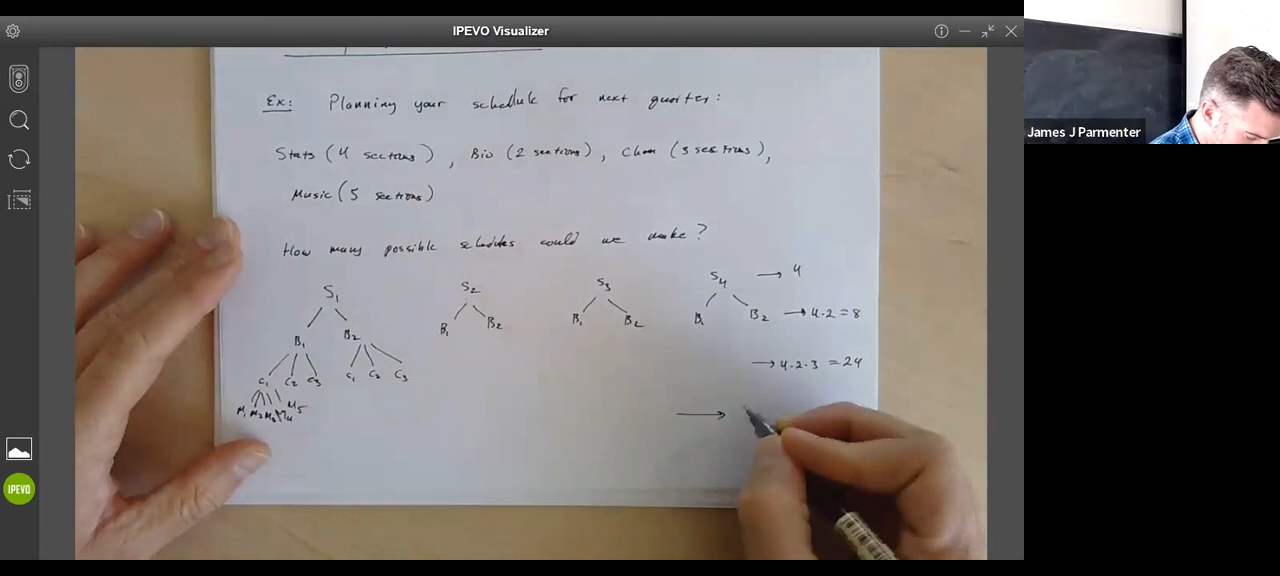 IPEVO Visualizer
James J Parmenter
Ex: Planning your schedule for next quarter:
Stats (4 sections), Bio (2 sections), Chem (3 sections),
Music (5 sections)
How many possible schedules could we make?
S1 S2 S3 S4 → 4
B1 B2 B1 B2 B1 B2 B1 B2 → 4·2 = 8
C1 C2 C3 C1 C2 C3 → 4·2·3 = 24
M1 M2 M3 M4 M5 →
IPEVO